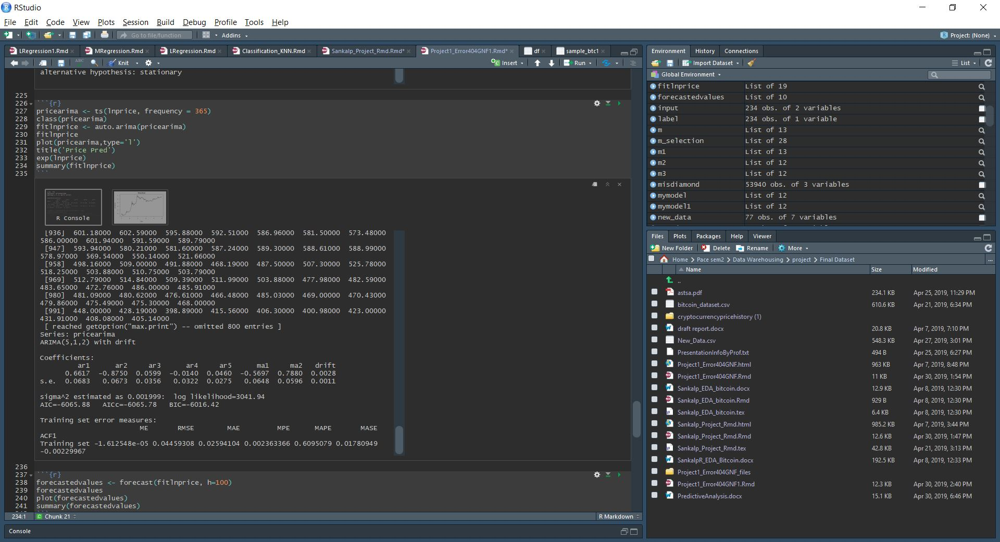 RStudio
File Edit Code View Plots Session Build Debug Profile Tools Help
Go to file/function Addins Project: (None)
LRegression1.Rmd MRegression.Rmd LRegression.Rmd Classification_KNN.Rmd Sankalp_Project_Rmd.Rmd* Project1_Error404GNF1.Rmd* df sample_btc1
ABC Knit Insert Run
alternative hypothesis: stationary
225
226 ```{r}
227 pricearima <- ts(lnprice, frequency = 365)
228 class(pricearima)
229 fitlnprice <- auto.arima(pricearima)
230 fitlnprice
231 plot(pricearima,type='l')
232 title('Price Pred')
233 exp(lnprice)
234 summary(fitlnprice)
235 ```
R Console
[936] 601.18000 602.59000 595.88000 592.51000 586.96000 581.50000 573.48000
586.00000 601.94000 591.59000 589.79000
[947] 593.94000 580.21000 581.60000 587.24000 589.30000 588.61000 588.99000
578.97000 569.54000 550.14000 521.66000
[958] 498.16000 509.00000 491.88000 468.19000 487.50000 507.30000 525.78000
518.25000 503.88000 510.75000 503.79000
[969] 512.79000 514.84000 509.39000 511.99000 503.88000 477.98000 482.59000
483.65000 472.76000 486.00000 485.91000
[980] 481.09000 480.62000 476.61000 466.48000 485.03000 469.00000 470.43000
479.86000 475.49000 475.30000 468.00000
[991] 448.00000 428.19000 398.89000 415.56000 406.30000 400.98000 423.00000
431.91000 408.08000 405.14000
[ reached getOption("max.print") -- omitted 800 entries ]
Series: pricearima
ARIMA(5,1,2) with drift
Coefficients:
ar1 ar2 ar3 ar4 ar5 ma1 ma2 drift
0.6617 -0.8750 0.0599 -0.0140 0.0460 -0.5697 0.7880 0.0028
s.e. 0.0683 0.0673 0.0356 0.0322 0.0275 0.0648 0.0596 0.0011
sigma^2 estimated as 0.001999: log likelihood=3041.94
AIC=-6065.88 AICc=-6065.78 BIC=-6016.42
Training set error measures:
ME RMSE MAE MPE MAPE MASE
ACF1
Training set -1.612548e-05 0.04459308 0.02594104 0.002363366 0.6095079 0.01780949
-0.00229967
236
237 ```{r}
238 forecastedvalues <- forecast(fitlnprice, h=100)
239 forecastedvalues
240 plot(forecastedvalues)
241 summary(forecastedvalues)
234:1 Chunk 21 R Markdown
Console
Environment History Connections
Import Dataset List
Global Environment
fitlnprice List of 19
forecastedvalues List of 10
input 234 obs. of 2 variables
label 234 obs. of 1 variable
m List of 13
m_selection List of 28
m1 List of 13
m2 List of 12
m3 List of 12
misdiamond 53940 obs. of 3 variables
mymodel List of 12
mymodel1 List of 12
new_data 77 obs. of 7 variables
Files Plots Packages Help Viewer
New Folder Delete Rename More
Home > Pace sem2 > Data Warehousing > project > Final Dataset ...
Name Size Modified
..
astsa.pdf 234.1 KB Apr 25, 2019, 11:29 PM
bitcoin_dataset.csv 610.6 KB Apr 21, 2019, 6:34 PM
cryptocurrencypricehistory (1)
draft report.docx 20.8 KB Apr 7, 2019, 7:10 PM
New_Data.csv 548.3 KB Apr 27, 2019, 3:01 PM
PresentationInfoByProf.txt 494 B Apr 25, 2019, 6:27 PM
Project1_Error404GNF.html 963 KB Apr 7, 2019, 8:48 PM
Project1_Error404GNF.Rmd 11 KB Apr 30, 2019, 1:54 PM
Sankalp_EDA_bitcoin.docx 12.9 KB Apr 8, 2019, 12:30 PM
Sankalp_EDA_bitcoin.Rmd 929 B Apr 8, 2019, 12:30 PM
Sankalp_EDA_bitcoin.tex 6.4 KB Apr 8, 2019, 12:30 PM
Sankalp_Project_Rmd.html 985.2 KB Apr 7, 2019, 3:44 PM
Sankalp_Project_Rmd.Rmd 12.6 KB Apr 30, 2019, 1:47 PM
Sankalp_Project_Rmd.tex 42.8 KB Apr 21, 2019, 3:13 PM
SankalpR_EDA_Bitcoin.docx 192.5 KB Apr 8, 2019, 12:33 PM
Project1_Error404GNF_files
Project1_Error404GNF1.Rmd 12.3 KB Apr 30, 2019, 2:40 PM
PredictiveAnalysis.docx 15.1 KB Apr 30, 2019, 6:46 PM